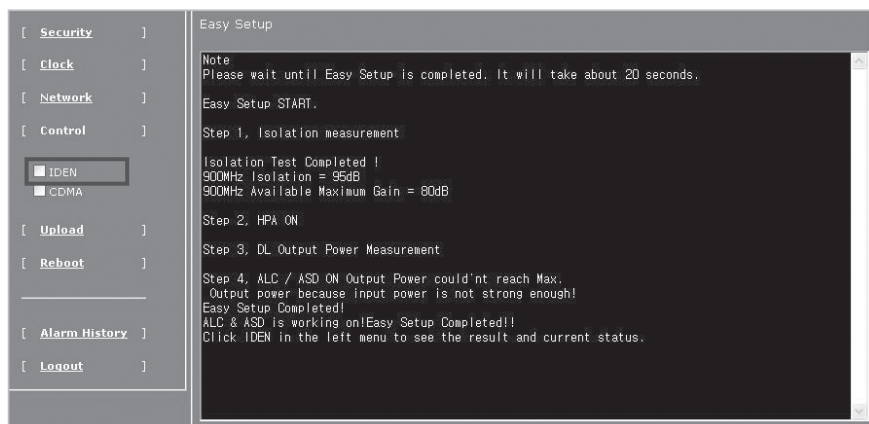 [ Security ]
[ Clock ]
[ Network ]
[ Control ]
IDEN
CDMA
[ Upload ]
[ Reboot ]
[ Alarm History ]
[ Logout ]
Easy Setup
Note
Please wait until Easy Setup is completed. It will take about 20 seconds.
Easy Setup START.
Step 1, Isolation measurement
Isolation Test Completed !
900MHz Isolation = 95dB
900MHz Available Maximum Gain = 80dB
Step 2, HPA ON
Step 3, DL Output Power Measurement
Step 4, ALC / ASD ON Output Power could'nt reach Max.
Output power because input power is not strong enough!
Easy Setup Completed!
ALC & ASD is working on!Easy Setup Completed!!
Click IDEN in the left menu to see the result and current status.